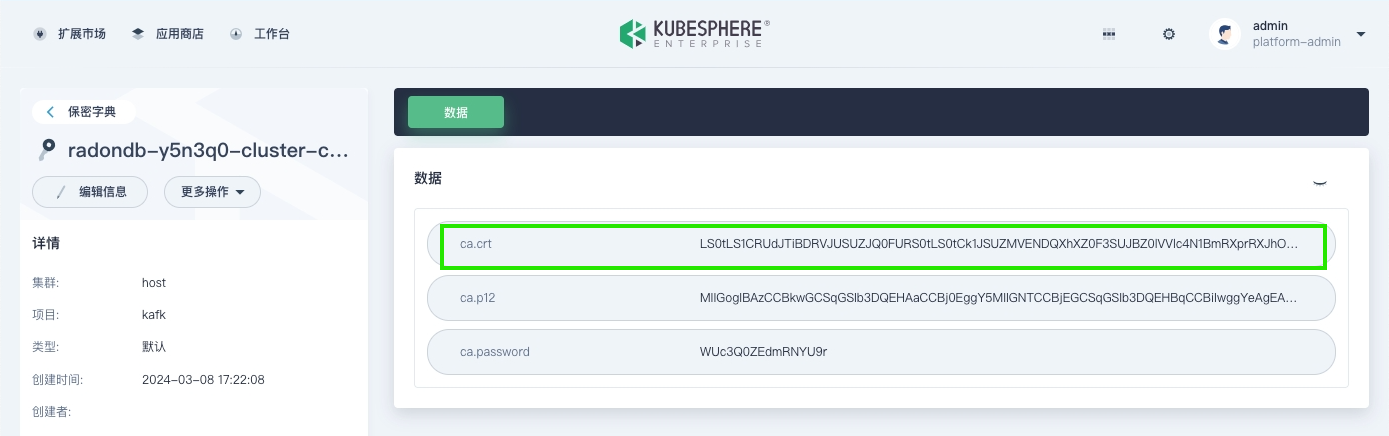 扩展市场 应用商店 工作台 KUBESPHERE® ENTERPRISE admin platform-admin
保密字典
radondb-y5n3q0-cluster-c...
编辑信息 更多操作
详情
集群: host
项目: kafk
类型: 默认
创建时间: 2024-03-08 17:22:08
创建者:
数据
数据
ca.crt LS0tLS1CRUdJTiBDRVJUSUZJQ0FURS0tLS0tCk1JSUZMVENDQXhXZ0F3SUJBZ0lVVlc4N1BmRXprRXJhO...
ca.p12 MIIGogIBAzCCBkwGCSqGSIb3DQEHAaCCBj0EggY5MIIGNTCCBjEGCSqGSIb3DQEHBqCCBiIwggYeAgEA...
ca.password WUc3Q0ZEdmRNYU9r